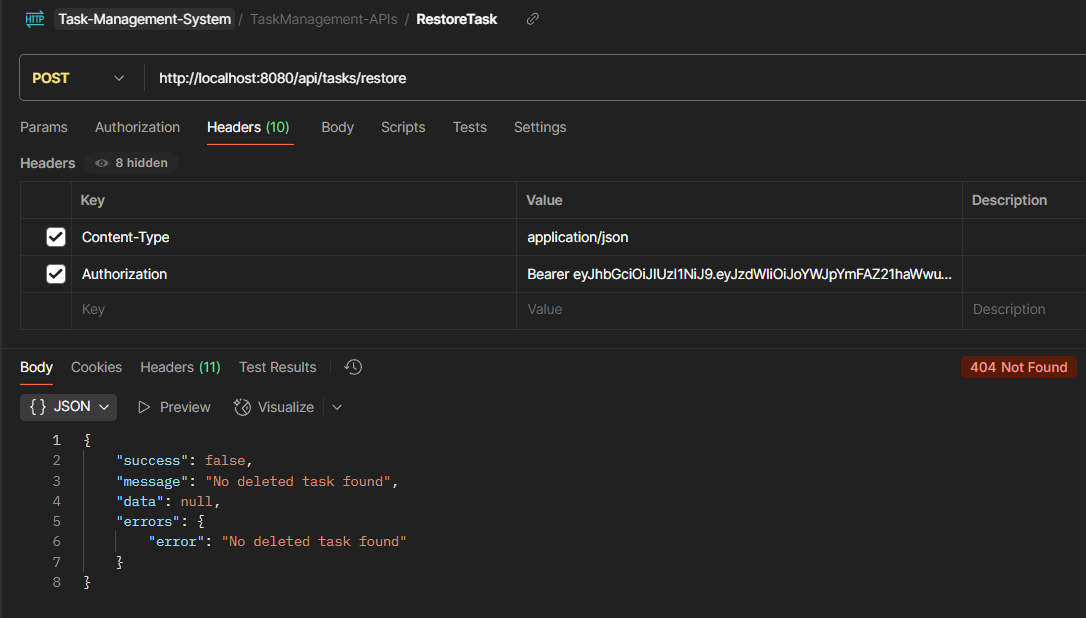 HTTP Task-Management-System / TaskManagement-APIs / RestoreTask
POST http://localhost:8080/api/tasks/restore
Params Authorization Headers (10) Body Scripts Tests Settings
Headers 8 hidden
Key Value Description
Content-Type application/json
Authorization Bearer eyJhbGciOiJIUzI1NiJ9.eyJzdWIiOiJoYWJpYmFAZ21haWwu...
Key Value Description
Body Cookies Headers (11) Test Results 404 Not Found
{} JSON Preview Visualize
1 {
2 "success": false,
3 "message": "No deleted task found",
4 "data": null,
5 "errors": {
6 "error": "No deleted task found"
7 }
8 }